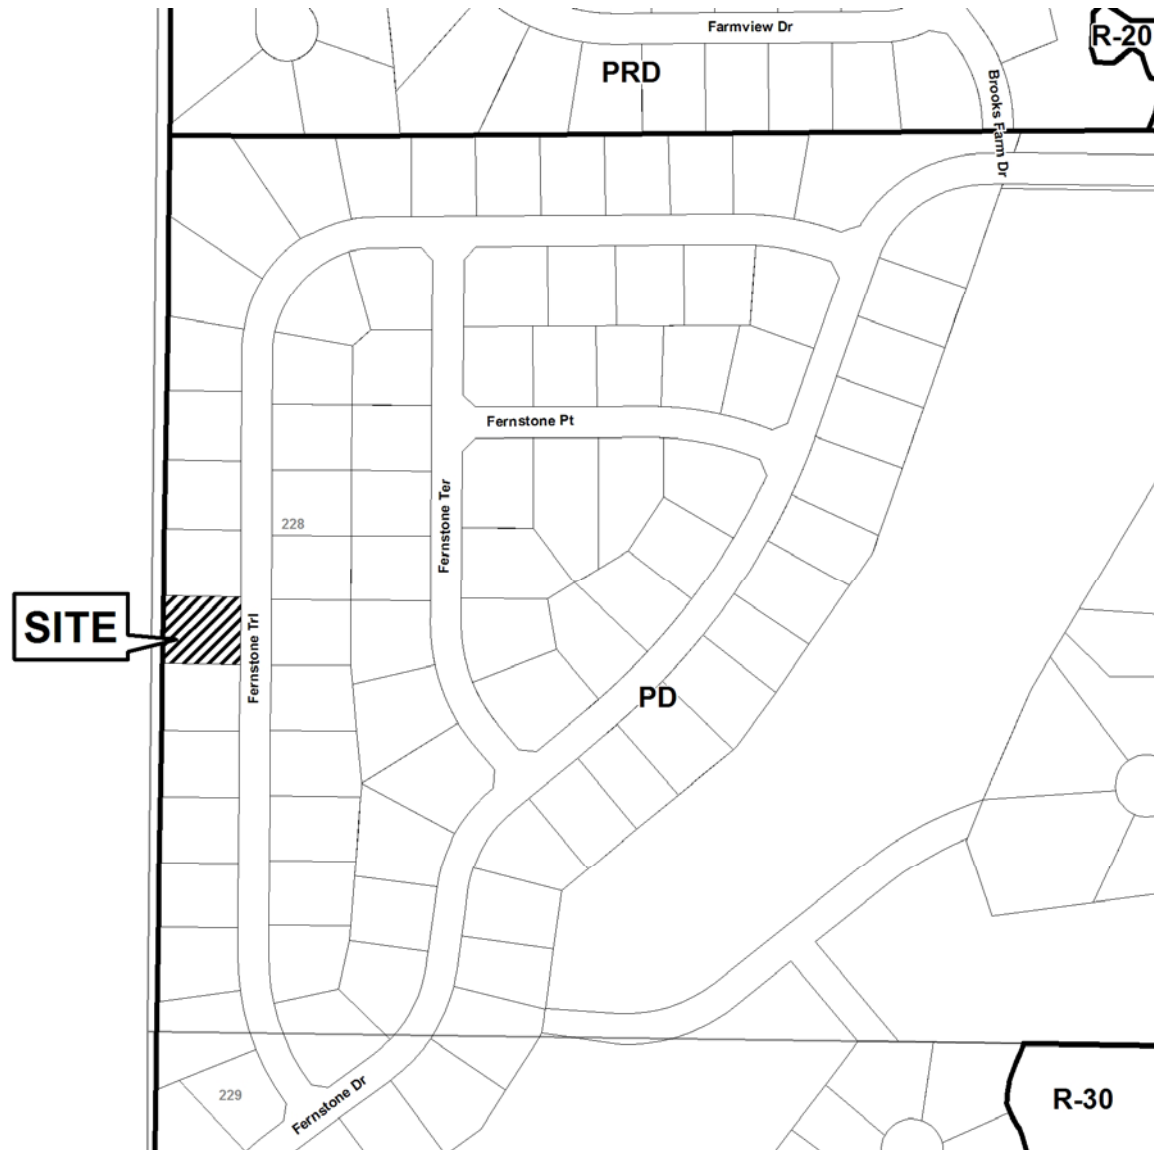 Farmview Dr
R-20
PRD
Brooks Farm Dr
Fernstone Pt
Fernstone Ter
228
SITE
Fernstone Trl
PD
229
Fernstone Dr
R-30